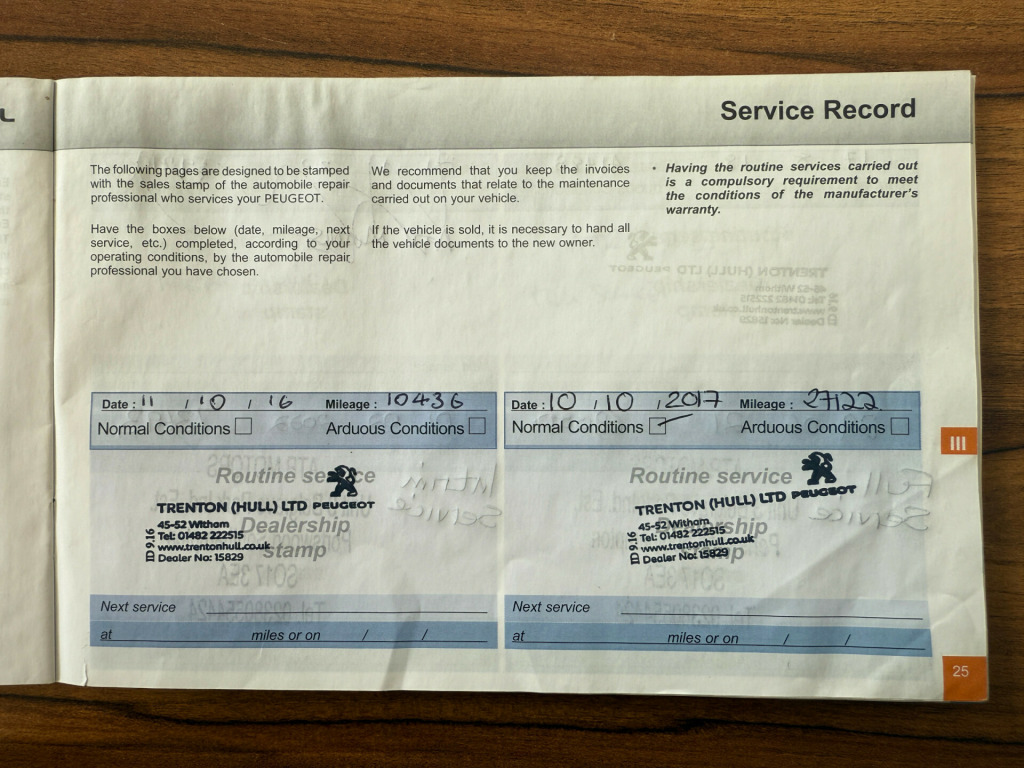 L
Service Record
The following pages are designed to be stamped
with the sales stamp of the automobile repair
professional who services your PEUGEOT.
Have the boxes below (date, mileage, next
service, etc.) completed, according to your
operating conditions, by the automobile repair
professional you have chosen.
We recommend that you keep the invoices
and documents that relate to the maintenance
carried out on your vehicle.
If the vehicle is sold, it is necessary to hand all
the vehicle documents to the new owner.
• Having the routine services carried out
is a compulsory requirement to meet
the conditions of the manufacturer's
warranty.
Date : 11 / 10 / 16 Mileage : 10436
Normal Conditions Arduous Conditions
Routine service
TRENTON (HULL) LTD PEUGEOT
45-52 Witham
Tel: 01482 222515
www.trentonhull.co.uk
Dealer No: 15829
ID 9.16
Dealership
stamp
Next service
at miles or on / /
Date : 10 / 10 / 2017 Mileage : 27122
Normal Conditions Arduous Conditions
Routine service
TRENTON (HULL) LTD PEUGEOT
45-52 Witham
Tel: 01482 222515
www.trentonhull.co.uk
Dealer No: 15829
ID 9.16
Dealership
stamp
Next service
at miles or on / /
III
25